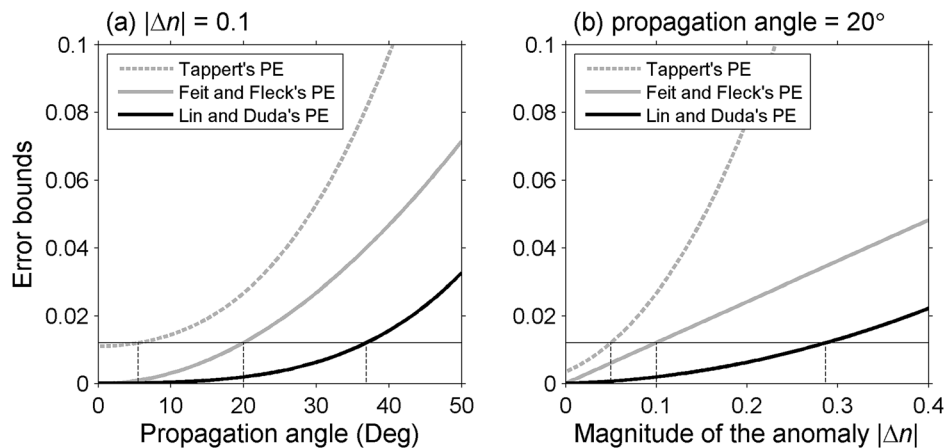 (a) |Δn| = 0.1
(b) propagation angle = 20°
Error bounds
0.1
0.08
0.06
0.04
0.02
0
Tappert's PE
Feit and Fleck's PE
Lin and Duda's PE
0 10 20 30 40 50
Propagation angle (Deg)
0.1
0.08
0.06
0.04
0.02
0
Tappert's PE
Feit and Fleck's PE
Lin and Duda's PE
0 0.1 0.2 0.3 0.4
Magnitude of the anomaly |Δn|